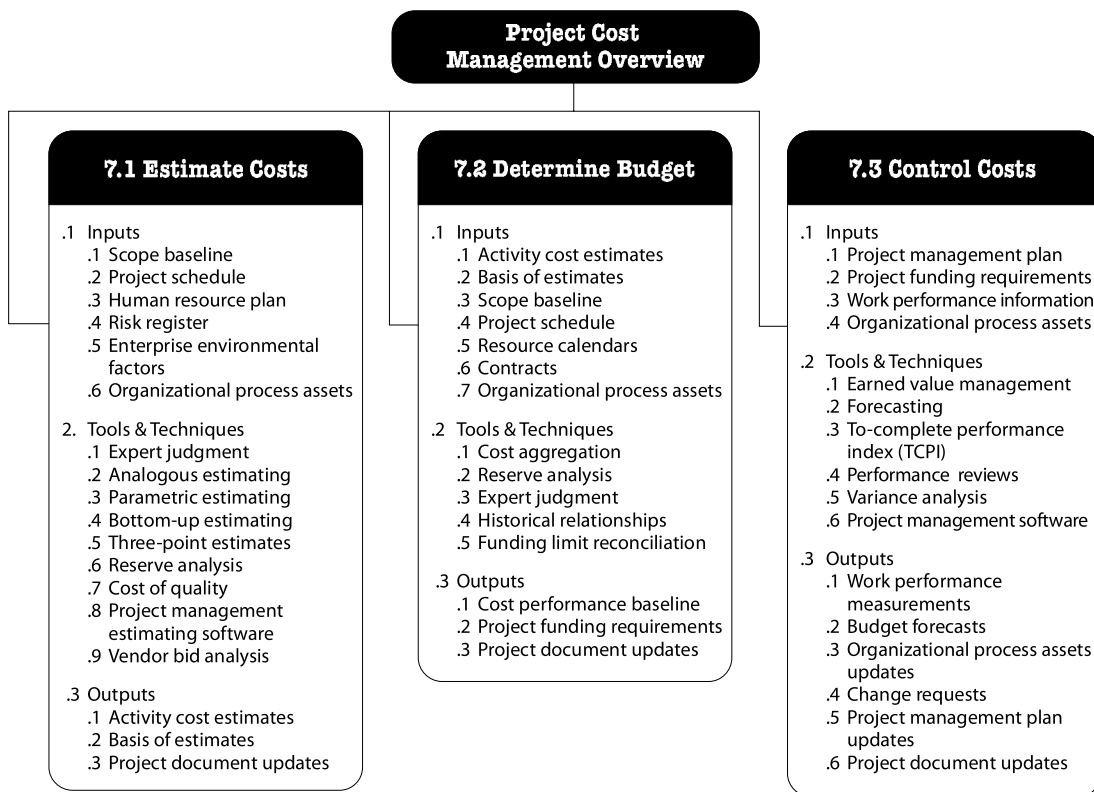 Project Cost
Management Overview
7.1 Estimate Costs
.1 Inputs
.1 Scope baseline
.2 Project schedule
.3 Human resource plan
.4 Risk register
.5 Enterprise environmental
factors
.6 Organizational process assets
2. Tools & Techniques
.1 Expert judgment
.2 Analogous estimating
.3 Parametric estimating
.4 Bottom-up estimating
.5 Three-point estimates
.6 Reserve analysis
.7 Cost of quality
.8 Project management
estimating software
.9 Vendor bid analysis
.3 Outputs
.1 Activity cost estimates
.2 Basis of estimates
.3 Project document updates
7.2 Determine Budget
.1 Inputs
.1 Activity cost estimates
.2 Basis of estimates
.3 Scope baseline
.4 Project schedule
.5 Resource calendars
.6 Contracts
.7 Organizational process assets
.2 Tools & Techniques
.1 Cost aggregation
.2 Reserve analysis
.3 Expert judgment
.4 Historical relationships
.5 Funding limit reconciliation
.3 Outputs
.1 Cost performance baseline
.2 Project funding requirements
.3 Project document updates
7.3 Control Costs
.1 Inputs
.1 Project management plan
.2 Project funding requirements
.3 Work performance information
.4 Organizational process assets
.2 Tools & Techniques
.1 Earned value management
.2 Forecasting
.3 To-complete performance
index (TCPI)
.4 Performance reviews
.5 Variance analysis
.6 Project management software
.3 Outputs
.1 Work performance
measurements
.2 Budget forecasts
.3 Organizational process assets
updates
.4 Change requests
.5 Project management plan
updates
.6 Project document updates